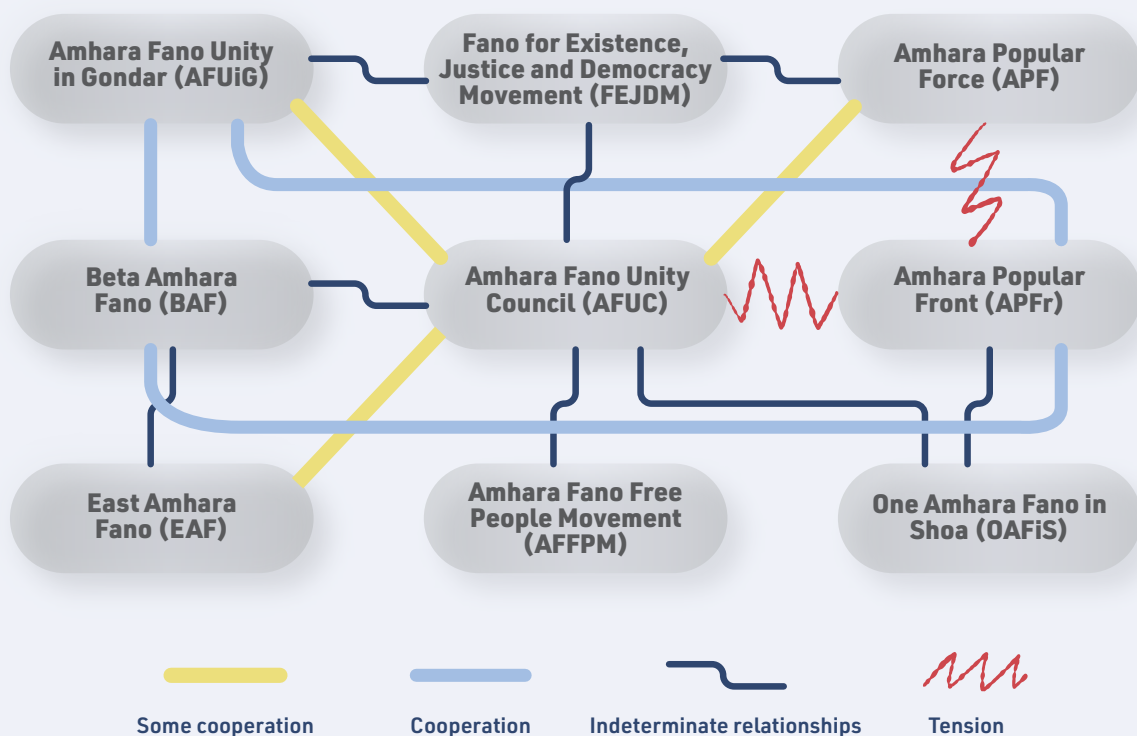 Amhara Fano Unity
in Gondar (AFUiG)
Fano for Existence,
Justice and Democracy
Movement (FEJDM)
Amhara Popular
Force (APF)
Beta Amhara
Fano (BAF)
Amhara Fano Unity
Council (AFUC)
Amhara Popular
Front (APFr)
East Amhara
Fano (EAF)
Amhara Fano Free
People Movement
(AFFPM)
One Amhara Fano in
Shoa (OAFiS)
Some cooperation
Cooperation
Indeterminate relationships
Tension